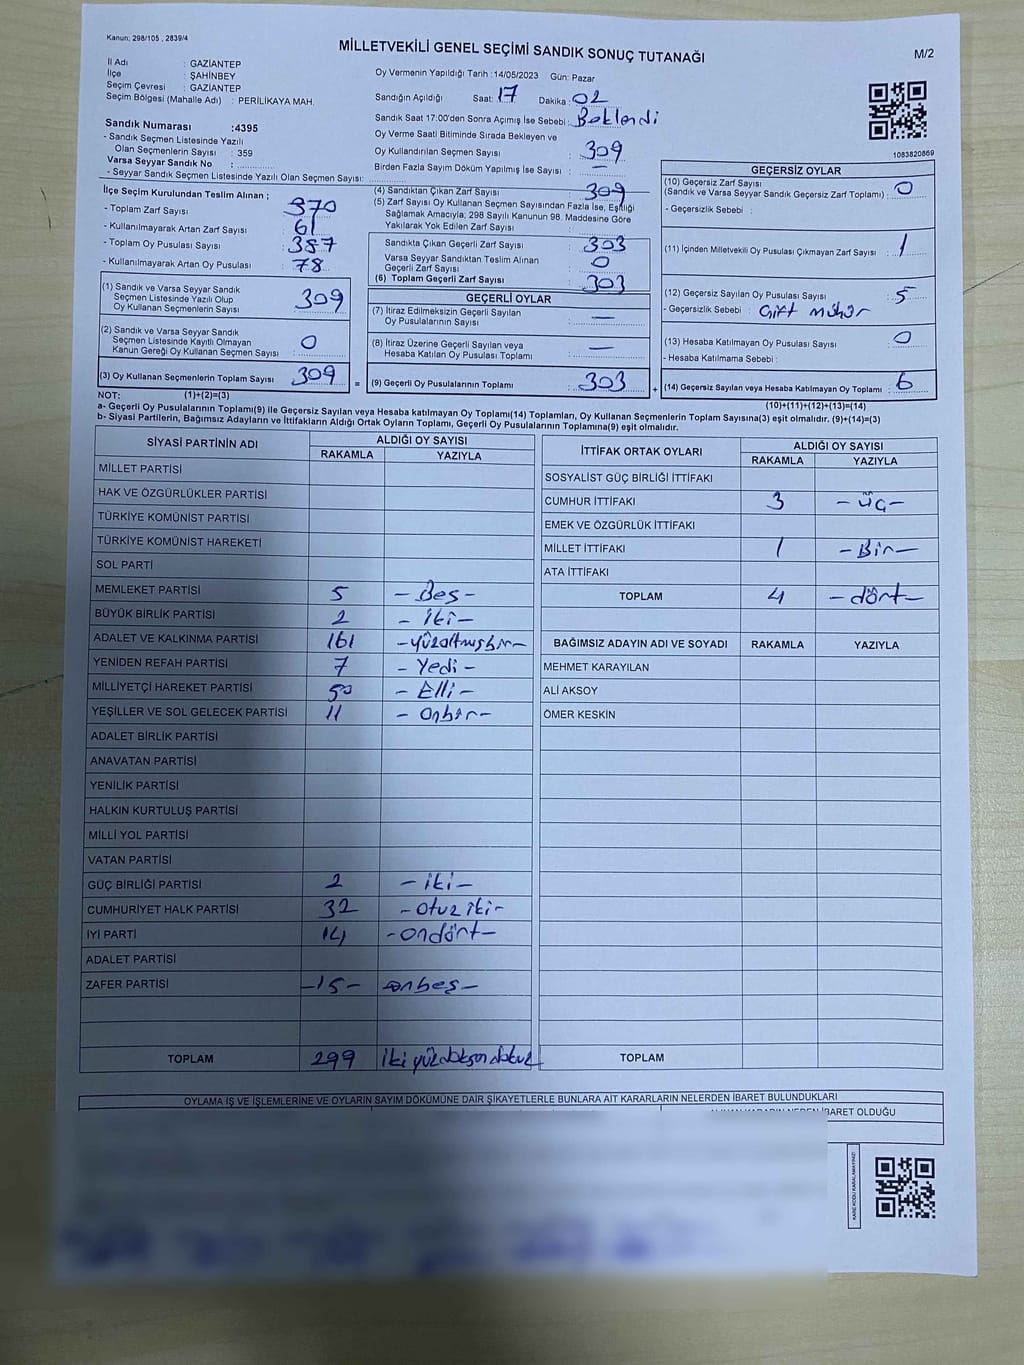 Kanun: 298/105 , 2839/4
MİLLETVEKİLİ GENEL SEÇİMİ SANDIK SONUÇ TUTANAĞI
M/2
İl Adı : GAZİANTEP
İlçe : ŞAHİNBEY
Seçim Çevresi : GAZİANTEP
Seçim Bölgesi (Mahalle Adı) : PERİLİKAYA MAH.
Sandık Numarası :4395
- Sandık Seçmen Listesinde Yazılı
Olan Seçmenlerin Sayısı : 359
Varsa Seyyar Sandık No :
- Seyyar Sandık Seçmen Listesinde Yazılı Olan Seçmen Sayısı:
Oy Vermenin Yapıldığı Tarih :14/05/2023 Gün: Pazar
Sandığın Açıldığı Saat: 17 Dakika : 02
Sandık Saat 17:00'den Sonra Açımış İse Sebebi : Beklendi
Oy Verme Saati Bitiminde Sırada Bekleyen ve
Oy Kullandırılan Seçmen Sayısı : 309
Birden Fazla Sayım Döküm Yapılmış İse Sayısı :
1083820869
İlçe Seçim Kurulundan Teslim Alınan ;
- Toplam Zarf Sayısı : 370
- Kullanılmayarak Artan Zarf Sayısı : 61
- Toplam Oy Pusulası Sayısı : 387
- Kullanılmayarak Artan Oy Pusulası : 78
(1) Sandık ve Varsa Seyyar Sandık
Seçmen Listesinde Yazılı Olup
Oy Kullanan Seçmenlerin Sayısı : 309
(2) Sandık ve Varsa Seyyar Sandık
Seçmen Listesinde Kayıtlı Olmayan
Kanun Gereği Oy Kullanan Seçmen Sayısı : 0
(3) Oy Kullanan Seçmenlerin Toplam Sayısı : 309
(4) Sandıktan Çıkan Zarf Sayısı : 309
(5) Zarf Sayısı Oy Kullanan Seçmen Sayısından Fazla İse, Eşitliği
Sağlamak Amacıyla; 298 Sayılı Kanunun 98. Maddesine Göre
Yakılarak Yok Edilen Zarf Sayısı :
Sandıkta Çıkan Geçerli Zarf Sayısı : 303
Varsa Seyyar Sandıktan Teslim Alınan
Geçerli Zarf Sayısı : 0
(6) Toplam Geçerli Zarf Sayısı : 303
GEÇERLİ OYLAR
(7) İtiraz Edilmeksizin Geçerli Sayılan
Oy Pusulalarının Sayısı : —
(8) İtiraz Üzerine Geçerli Sayılan veya
Hesaba Katılan Oy Pusulası Toplamı : —
= (9) Geçerli Oy Pusulalarının Toplamı : 303 +
GEÇERSİZ OYLAR
(10) Geçersiz Zarf Sayısı
(Sandık ve Varsa Seyyar Sandık Geçersiz Zarf Toplamı) : 0
- Geçersizlik Sebebi :
(11) İçinden Milletvekili Oy Pusulası Çıkmayan Zarf Sayısı : 1
(12) Geçersiz Sayılan Oy Pusulası Sayısı : 5
- Geçersizlik Sebebi : Çift mühür
(13) Hesaba Katılmayan Oy Pusulası Sayısı : 0
- Hesaba Katılmama Sebebi :
(14) Geçersiz Sayılan veya Hesaba Katılmayan Oy Toplamı : 6
NOT: (1)+(2)=(3)
(10)+(11)+(12)+(13)=(14)
a- Geçerli Oy Pusulalarının Toplamı(9) ile Geçersiz Sayılan veya Hesaba katılmayan Oy Toplamı(14) Toplamları, Oy Kullanan Seçmenlerin Toplam Sayısına(3) eşit olmalıdır. (9)+(14)=(3)
b- Siyasi Partilerin, Bağımsız Adayların ve İttifakların Aldığı Ortak Oyların Toplamı, Geçerli Oy Pusulalarının Toplamına(9) eşit olmalıdır.
SİYASİ PARTİNİN ADI ALDIĞI OY SAYISI
RAKAMLA YAZIYLA
MİLLET PARTİSİ
HAK VE ÖZGÜRLÜKLER PARTİSİ
TÜRKİYE KOMÜNİST PARTİSİ
TÜRKİYE KOMÜNİST HAREKETİ
SOL PARTİ
MEMLEKET PARTİSİ 5 - Beş -
BÜYÜK BİRLİK PARTİSİ 2 - iki -
ADALET VE KALKINMA PARTİSİ 161 - yüzaltmışbir -
YENİDEN REFAH PARTİSİ 7 - Yedi -
MİLLİYETÇİ HAREKET PARTİSİ 50 - Elli -
YEŞİLLER VE SOL GELECEK PARTİSİ 11 - Onbir -
ADALET BİRLİK PARTİSİ
ANAVATAN PARTİSİ
YENİLİK PARTİSİ
HALKIN KURTULUŞ PARTİSİ
MİLLİ YOL PARTİSİ
VATAN PARTİSİ
GÜÇ BİRLİĞİ PARTİSİ 2 - iki -
CUMHURİYET HALK PARTİSİ 32 - otuz iki -
İYİ PARTİ 14 - ondört -
ADALET PARTİSİ
ZAFER PARTİSİ - 15 - onbeş -
TOPLAM 299 iki yüzdoksan dokuz
İTTİFAK ORTAK OYLARI ALDIĞI OY SAYISI
RAKAMLA YAZIYLA
SOSYALİST GÜÇ BİRLİĞİ İTTİFAKI
CUMHUR İTTİFAKI 3 - üç -
EMEK VE ÖZGÜRLÜK İTTİFAKI
MİLLET İTTİFAKI 1 - Bir -
ATA İTTİFAKI
TOPLAM 4 - dört -
BAĞIMSIZ ADAYIN ADI VE SOYADI RAKAMLA YAZIYLA
MEHMET KARAYILAN
ALİ AKSOY
ÖMER KESKİN
TOPLAM
OYLAMA İŞ VE İŞLEMLERİNE VE OYLARIN SAYIM DÖKÜMÜNE DAİR ŞİKAYETLERLE BUNLARA AİT KARARLARIN NELERDEN İBARET BULUNDUKLARI
OLDUĞU
KARE KODU KARALAMAYINIZ!